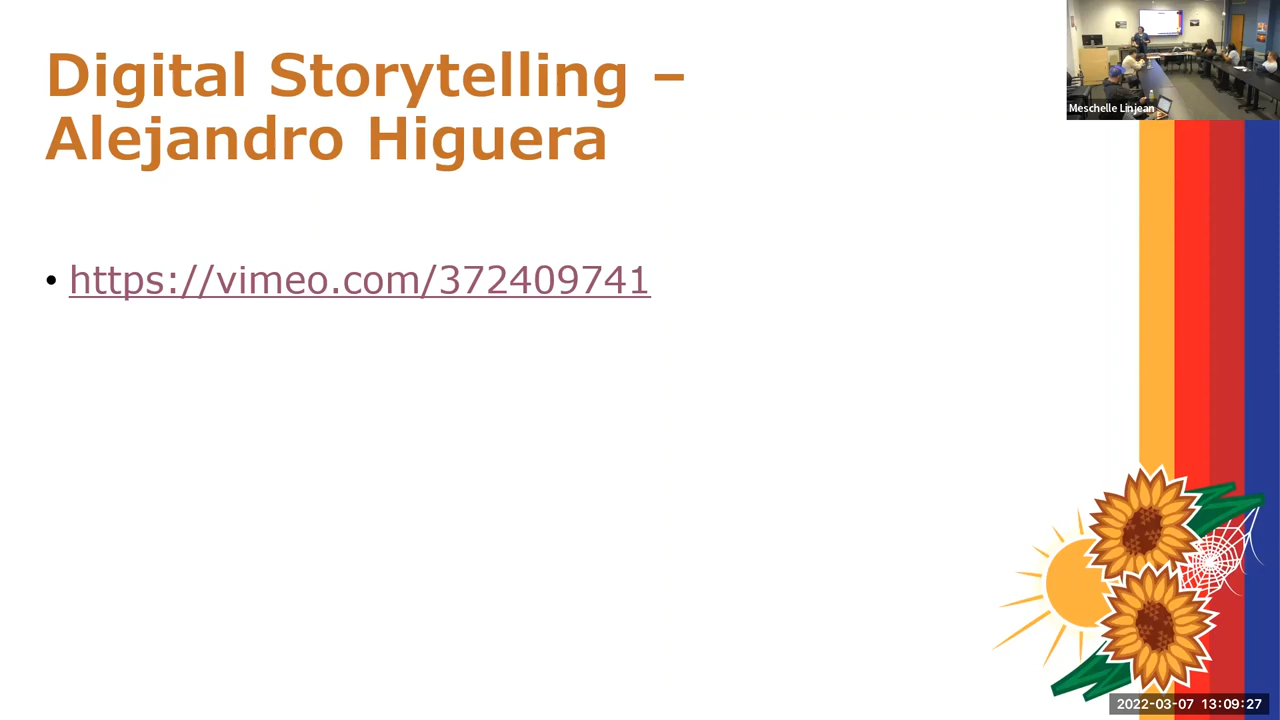 Digital Storytelling –
Alejandro Higuera
• https://vimeo.com/372409741
Meschelle Linjean
2022-03-07 13:09:27